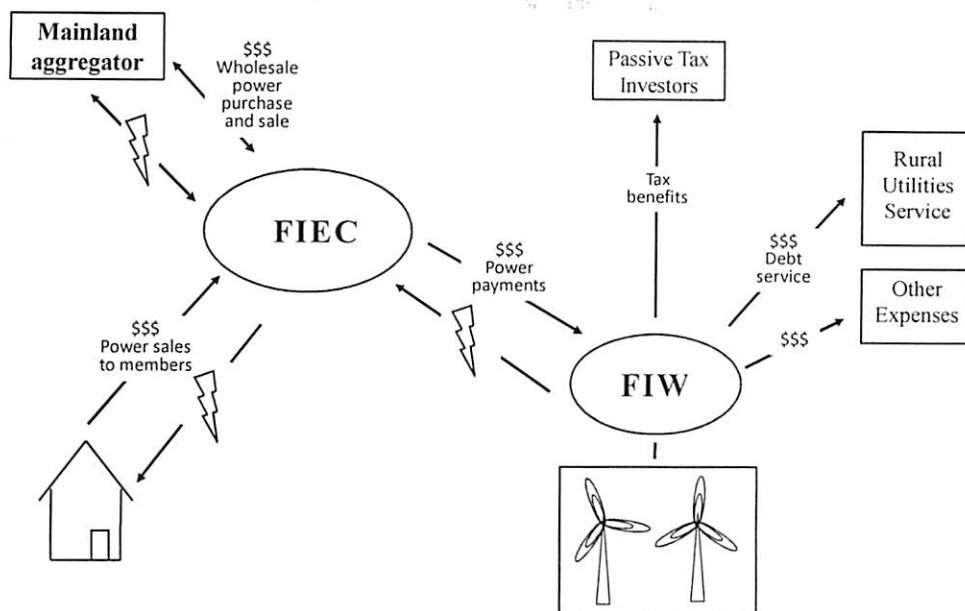 Mainland
aggregator
$$$
Wholesale
power
purchase
and sale
Passive Tax
Investors
Rural
Utilities
Service
Tax
benefits
FIEC
$$$
Power
payments
$$$
Debt
service
Other
Expenses
$$$
$$$
Power sales
to members
FIW